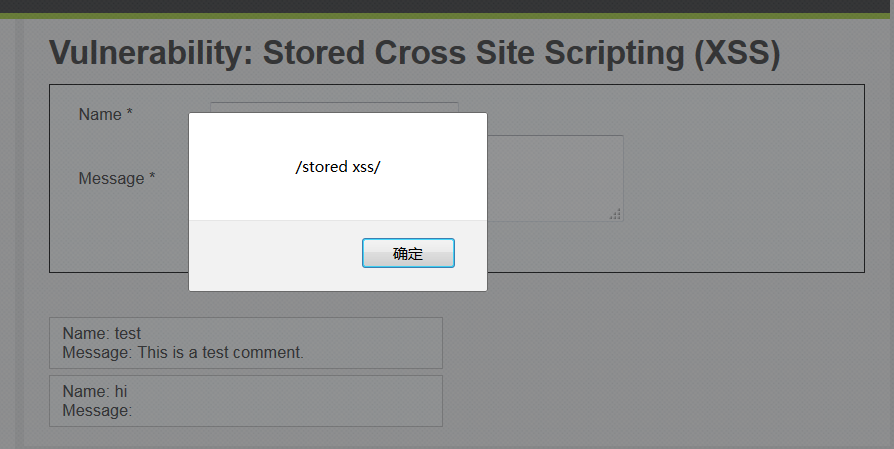 Vulnerability: Stored Cross Site Scripting (XSS)
Name *
/stored xss/
Message *
确定
Name: test
Message: This is a test comment.
Name: hi
Message: